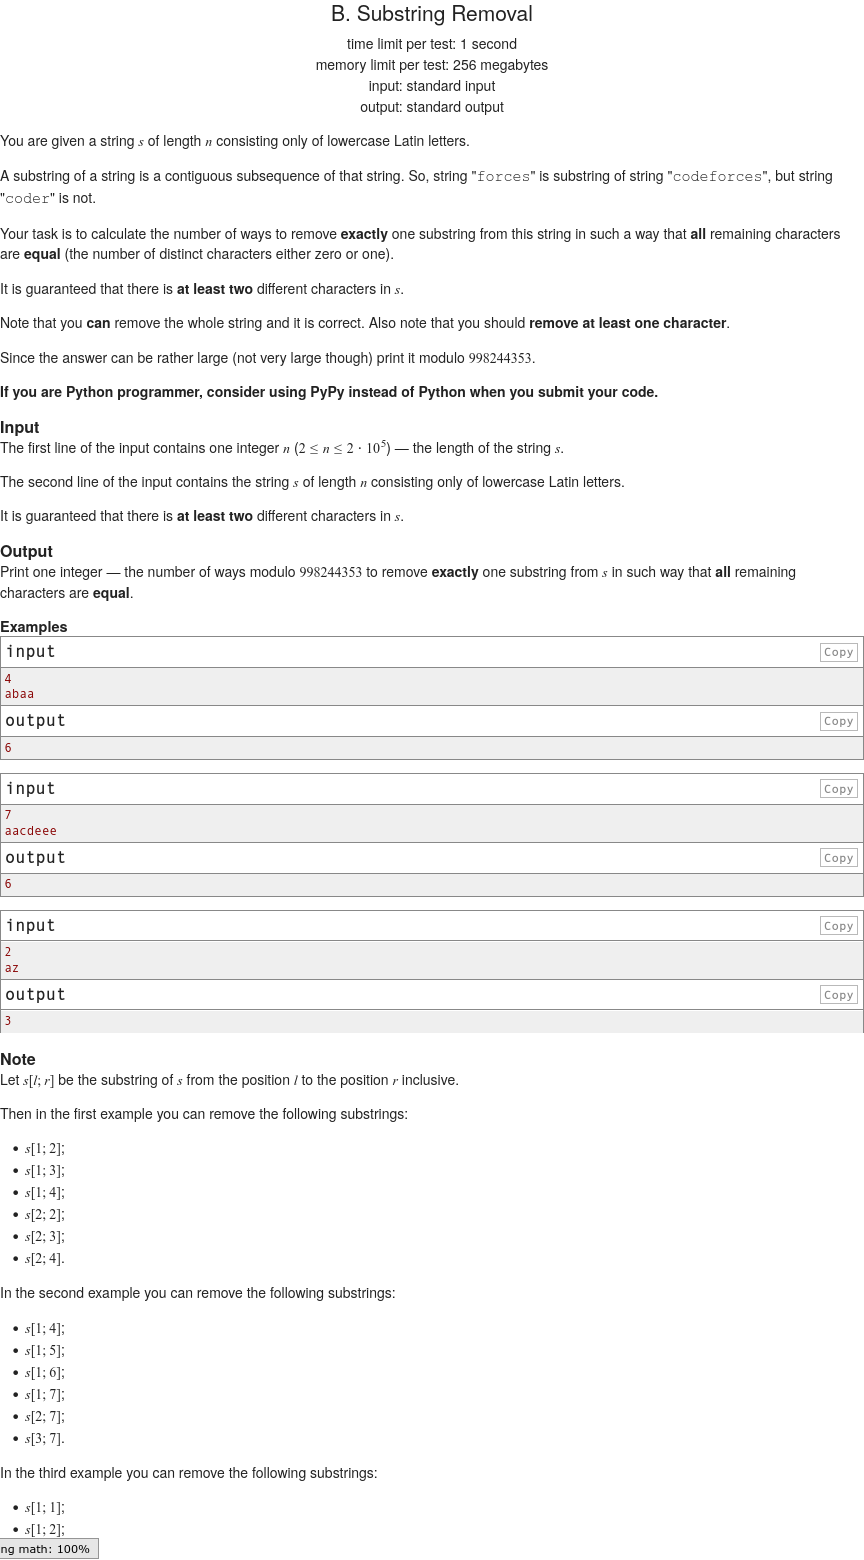 B. Substring Removal
time limit per test: 1 second
memory limit per test: 256 megabytes
input: standard input
output: standard output
You are given a string s of length n consisting only of lowercase Latin letters.
A substring of a string is a contiguous subsequence of that string. So, string "forces" is substring of string "codeforces", but string
"coder" is not.
Your task is to calculate the number of ways to remove exactly one substring from this string in such a way that all remaining characters
are equal (the number of distinct characters either zero or one).
It is guaranteed that there is at least two different characters in s.
Note that you can remove the whole string and it is correct. Also note that you should remove at least one character.
Since the answer can be rather large (not very large though) print it modulo 998244353.
If you are Python programmer, consider using PyPy instead of Python when you submit your code.
Input
The first line of the input contains one integer n (2 ≤ n ≤ 2 · 10^5) — the length of the string s.
The second line of the input contains the string s of length n consisting only of lowercase Latin letters.
It is guaranteed that there is at least two different characters in s.
Output
Print one integer — the number of ways modulo 998244353 to remove exactly one substring from s in such way that all remaining
characters are equal.
Examples
input Copy
4
abaa
output Copy
6
input Copy
7
aacdeee
output Copy
6
input Copy
2
az
output Copy
3
Note
Let s[l; r] be the substring of s from the position l to the position r inclusive.
Then in the first example you can remove the following substrings:
• s[1; 2];
• s[1; 3];
• s[1; 4];
• s[2; 2];
• s[2; 3];
• s[2; 4].
In the second example you can remove the following substrings:
• s[1; 4];
• s[1; 5];
• s[1; 6];
• s[1; 7];
• s[2; 7];
• s[3; 7].
In the third example you can remove the following substrings:
• s[1; 1];
• s[1; 2];
ng math: 100%